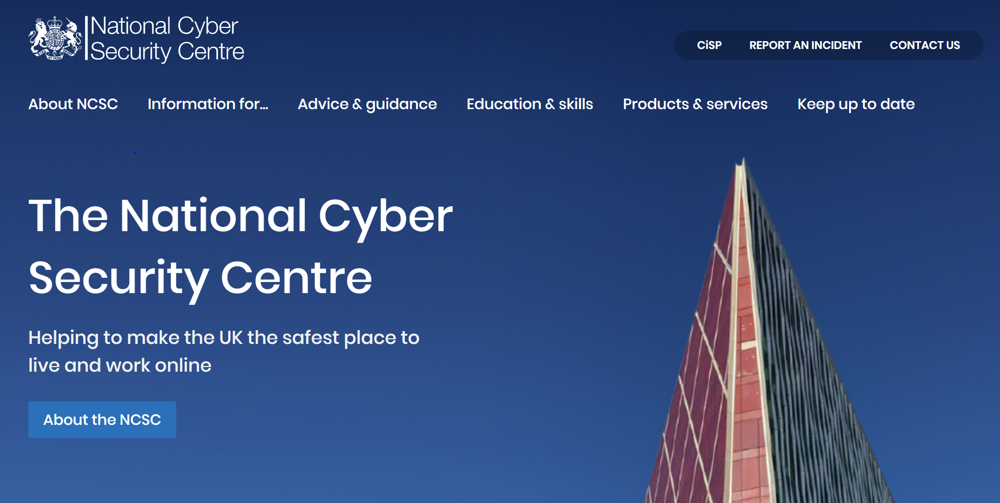 National Cyber
Security Centre
CiSP REPORT AN INCIDENT CONTACT US
About NCSC Information for... Advice & guidance Education & skills Products & services Keep up to date
The National Cyber
Security Centre
Helping to make the UK the safest place to
live and work online
About the NCSC